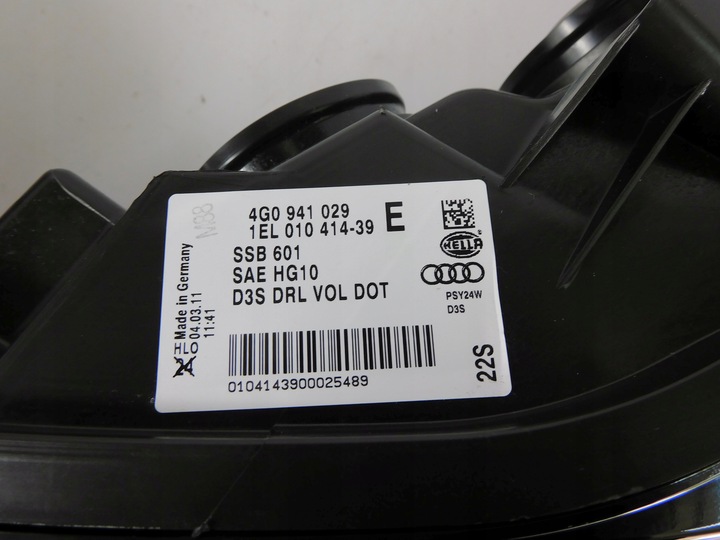 4G0 941 029
1EL 010 414-39 E
SSB 601
SAE HG10
D3S DRL VOL DOT
HELLA
PSY24W
D3S
Made in Germany
04.03.11
11:41
HLO
0104143900025489
22S